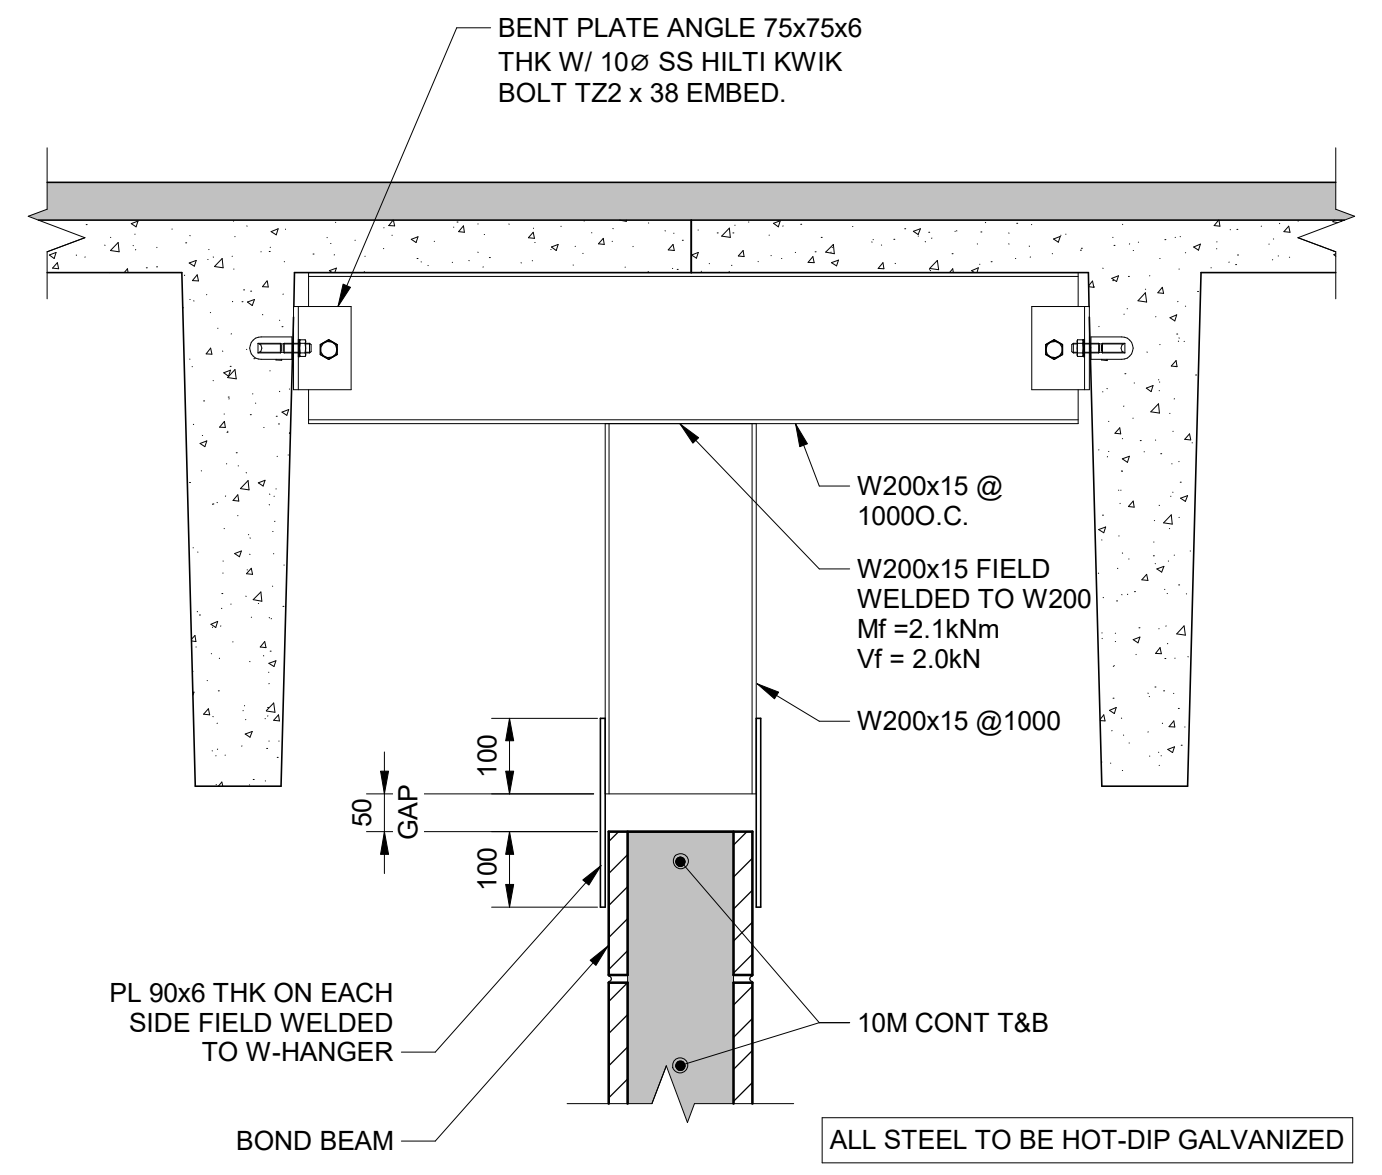 BENT PLATE ANGLE 75x75x6
THK W/ 10Ø SS HILTI KWIK
BOLT TZ2 x 38 EMBED.
W200x15 @
1000O.C.
W200x15 FIELD
WELDED TO W200
Mf =2.1kNm
Vf = 2.0kN
W200x15 @1000
100
50
GAP
100
PL 90x6 THK ON EACH
SIDE FIELD WELDED
TO W-HANGER
10M CONT T&B
BOND BEAM
ALL STEEL TO BE HOT-DIP GALVANIZED